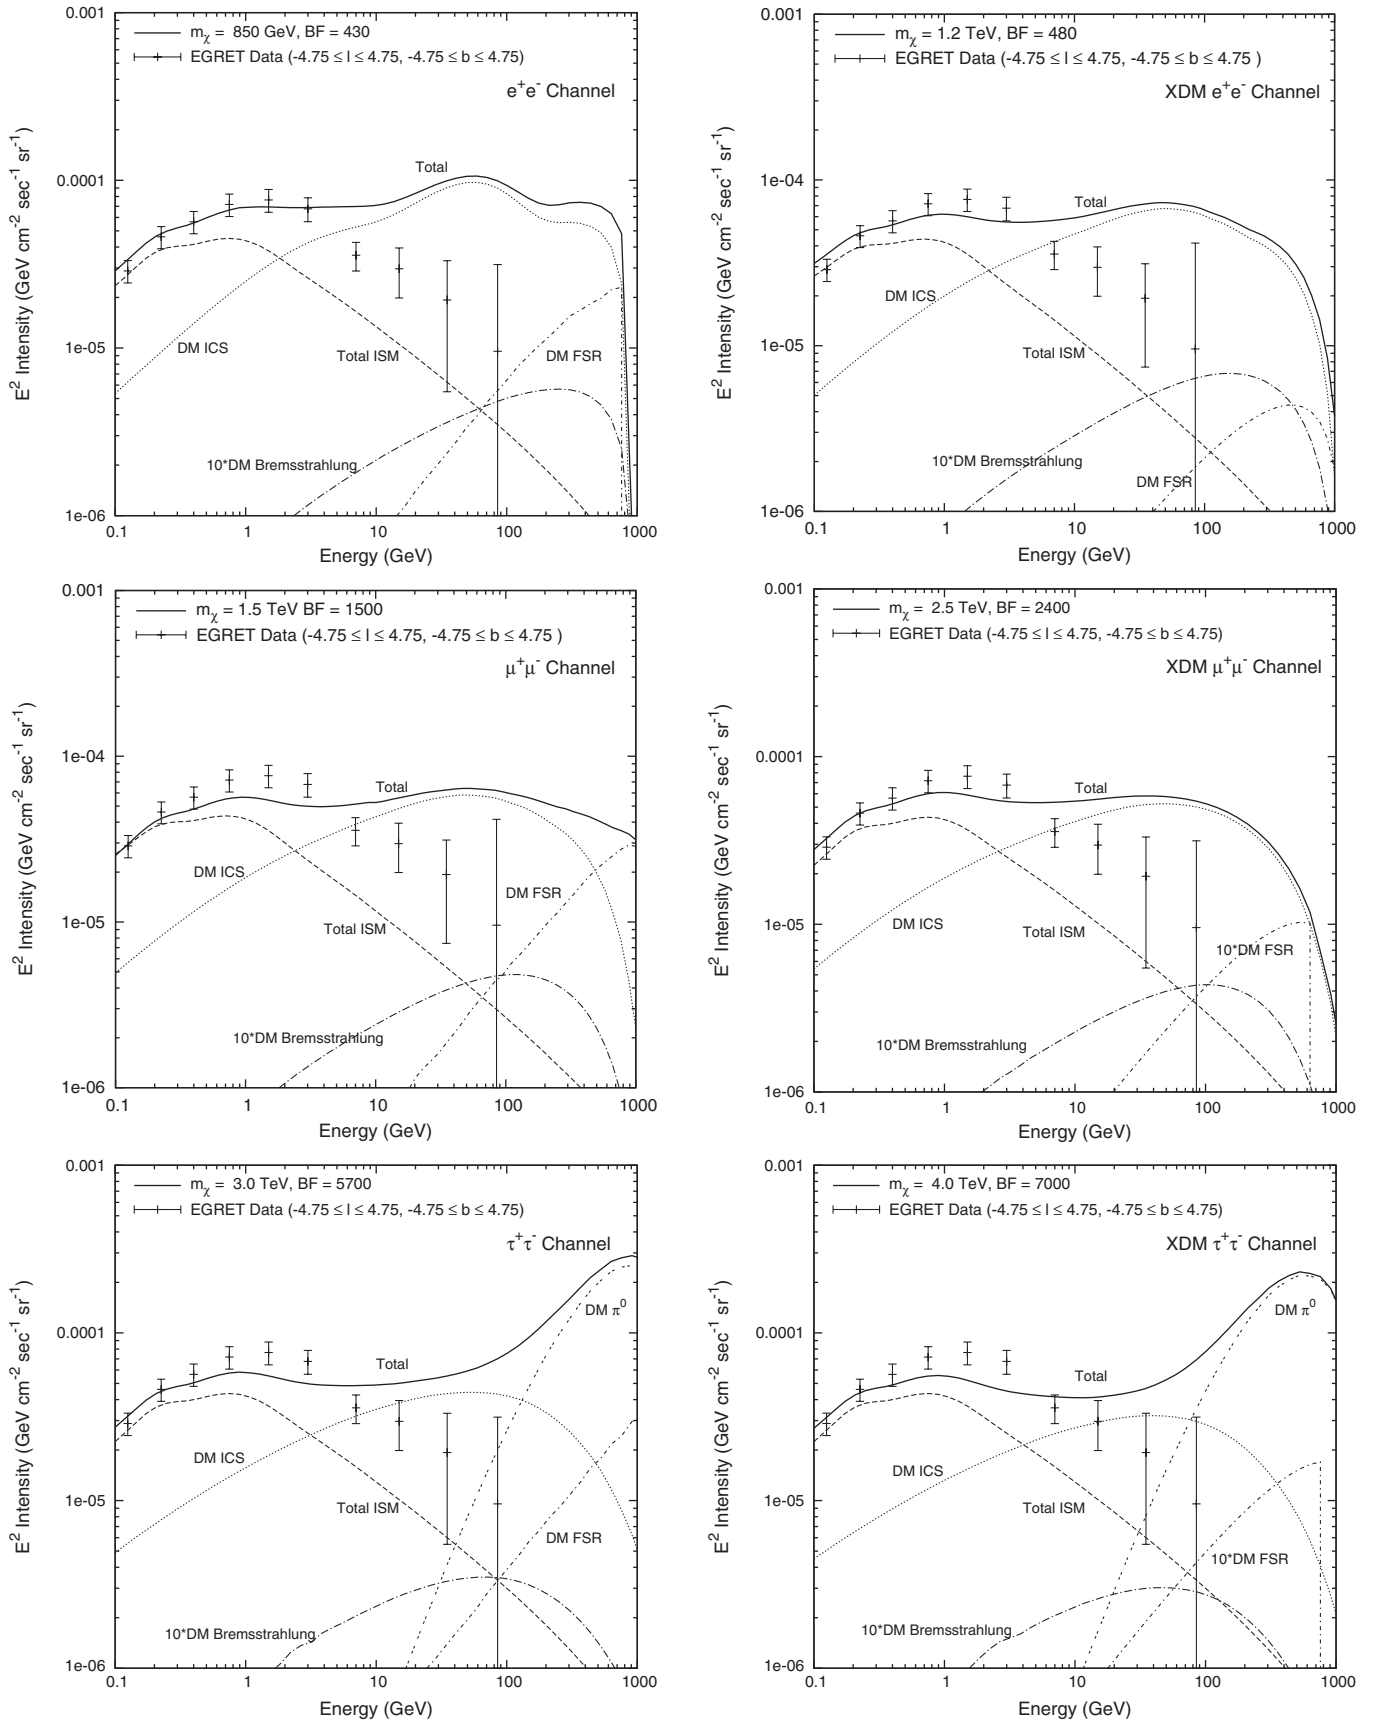 0.001
m_χ = 850 GeV, BF = 430
EGRET Data (-4.75 ≤ l ≤ 4.75, -4.75 ≤ b ≤ 4.75)
e⁺e⁻ Channel
Total
0.0001
DM ICS
Total ISM
DM FSR
1e-05
10*DM Bremsstrahlung
1e-06
0.1 1 10 100 1000
Energy (GeV)
E² Intensity (GeV cm⁻² sec⁻¹ sr⁻¹)
0.001
m_χ = 1.2 TeV, BF = 480
EGRET Data (-4.75 ≤ l ≤ 4.75, -4.75 ≤ b ≤ 4.75 )
XDM e⁺e⁻ Channel
1e-04
Total
DM ICS
Total ISM
1e-05
10*DM Bremsstrahlung
DM FSR
1e-06
0.1 1 10 100 1000
Energy (GeV)
E² Intensity (GeV cm⁻² sec⁻¹ sr⁻¹)
0.001
m_χ = 1.5 TeV BF = 1500
EGRET Data (-4.75 ≤ l ≤ 4.75, -4.75 ≤ b ≤ 4.75 )
μ⁺μ⁻ Channel
1e-04
Total
DM ICS
DM FSR
Total ISM
1e-05
10*DM Bremsstrahlung
1e-06
0.1 1 10 100 1000
Energy (GeV)
E² Intensity (GeV cm⁻² sec⁻¹ sr⁻¹)
0.001
m_χ = 2.5 TeV, BF = 2400
EGRET Data (-4.75 ≤ l ≤ 4.75, -4.75 ≤ b ≤ 4.75)
XDM μ⁺μ⁻ Channel
0.0001
Total
DM ICS
Total ISM
1e-05
10*DM FSR
10*DM Bremsstrahlung
1e-06
0.1 1 10 100 1000
Energy (GeV)
E² Intensity (GeV cm⁻² sec⁻¹ sr⁻¹)
0.001
m_χ = 3.0 TeV, BF = 5700
EGRET Data (-4.75 ≤ l ≤ 4.75, -4.75 ≤ b ≤ 4.75)
τ⁺τ⁻ Channel
DM π⁰
0.0001
Total
DM ICS
Total ISM
1e-05
DM FSR
10*DM Bremsstrahlung
1e-06
0.1 1 10 100 1000
Energy (GeV)
E² Intensity (GeV cm⁻² sec⁻¹ sr⁻¹)
0.001
m_χ = 4.0 TeV, BF = 7000
EGRET Data (-4.75 ≤ l ≤ 4.75, -4.75 ≤ b ≤ 4.75)
XDM τ⁺τ⁻ Channel
DM π⁰
0.0001
Total
DM ICS
Total ISM
1e-05
10*DM FSR
10*DM Bremsstrahlung
1e-06
0.1 1 10 100 1000
Energy (GeV)
E² Intensity (GeV cm⁻² sec⁻¹ sr⁻¹)